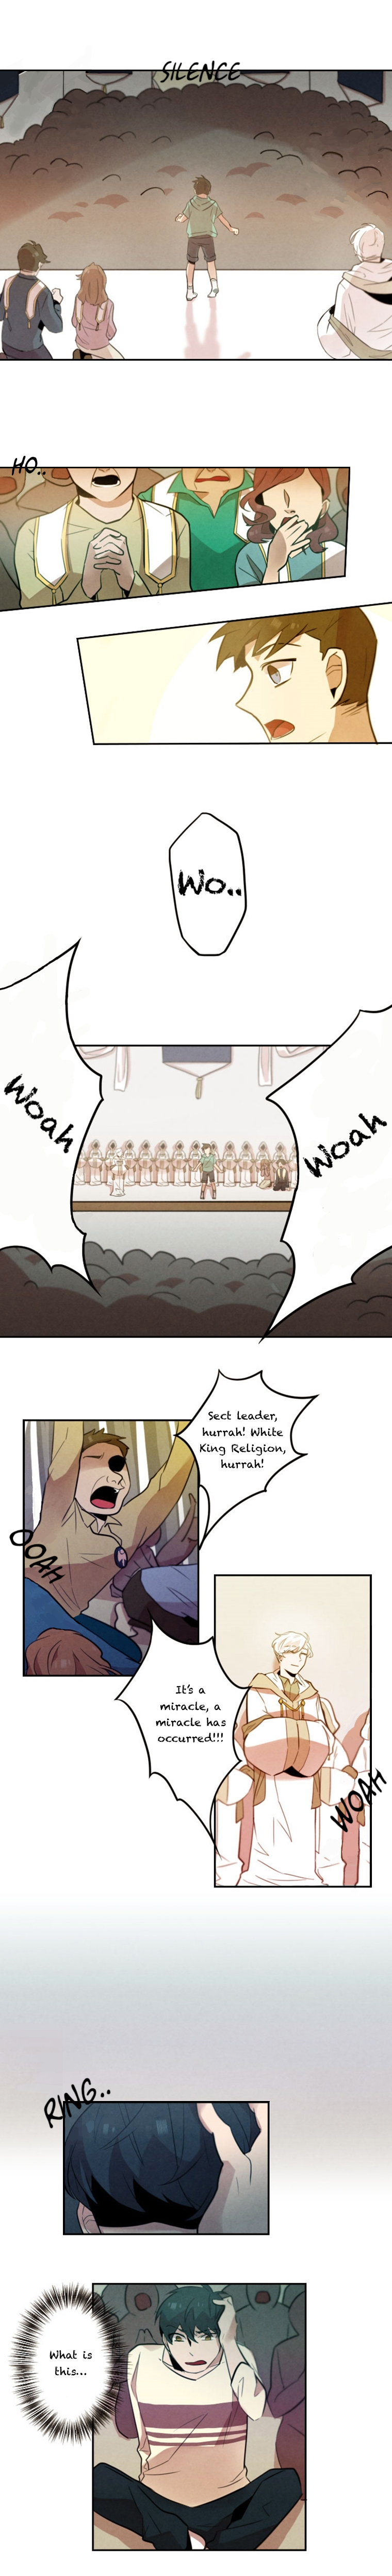 SILENCE
HO..
Wo..
Woah
Woah
Sect leader,
hurrah! White
King Religion,
hurrah!
OOAH
It's a
miracle, a
miracle has
occurred!!!
WOAH
RING..
What is
this...